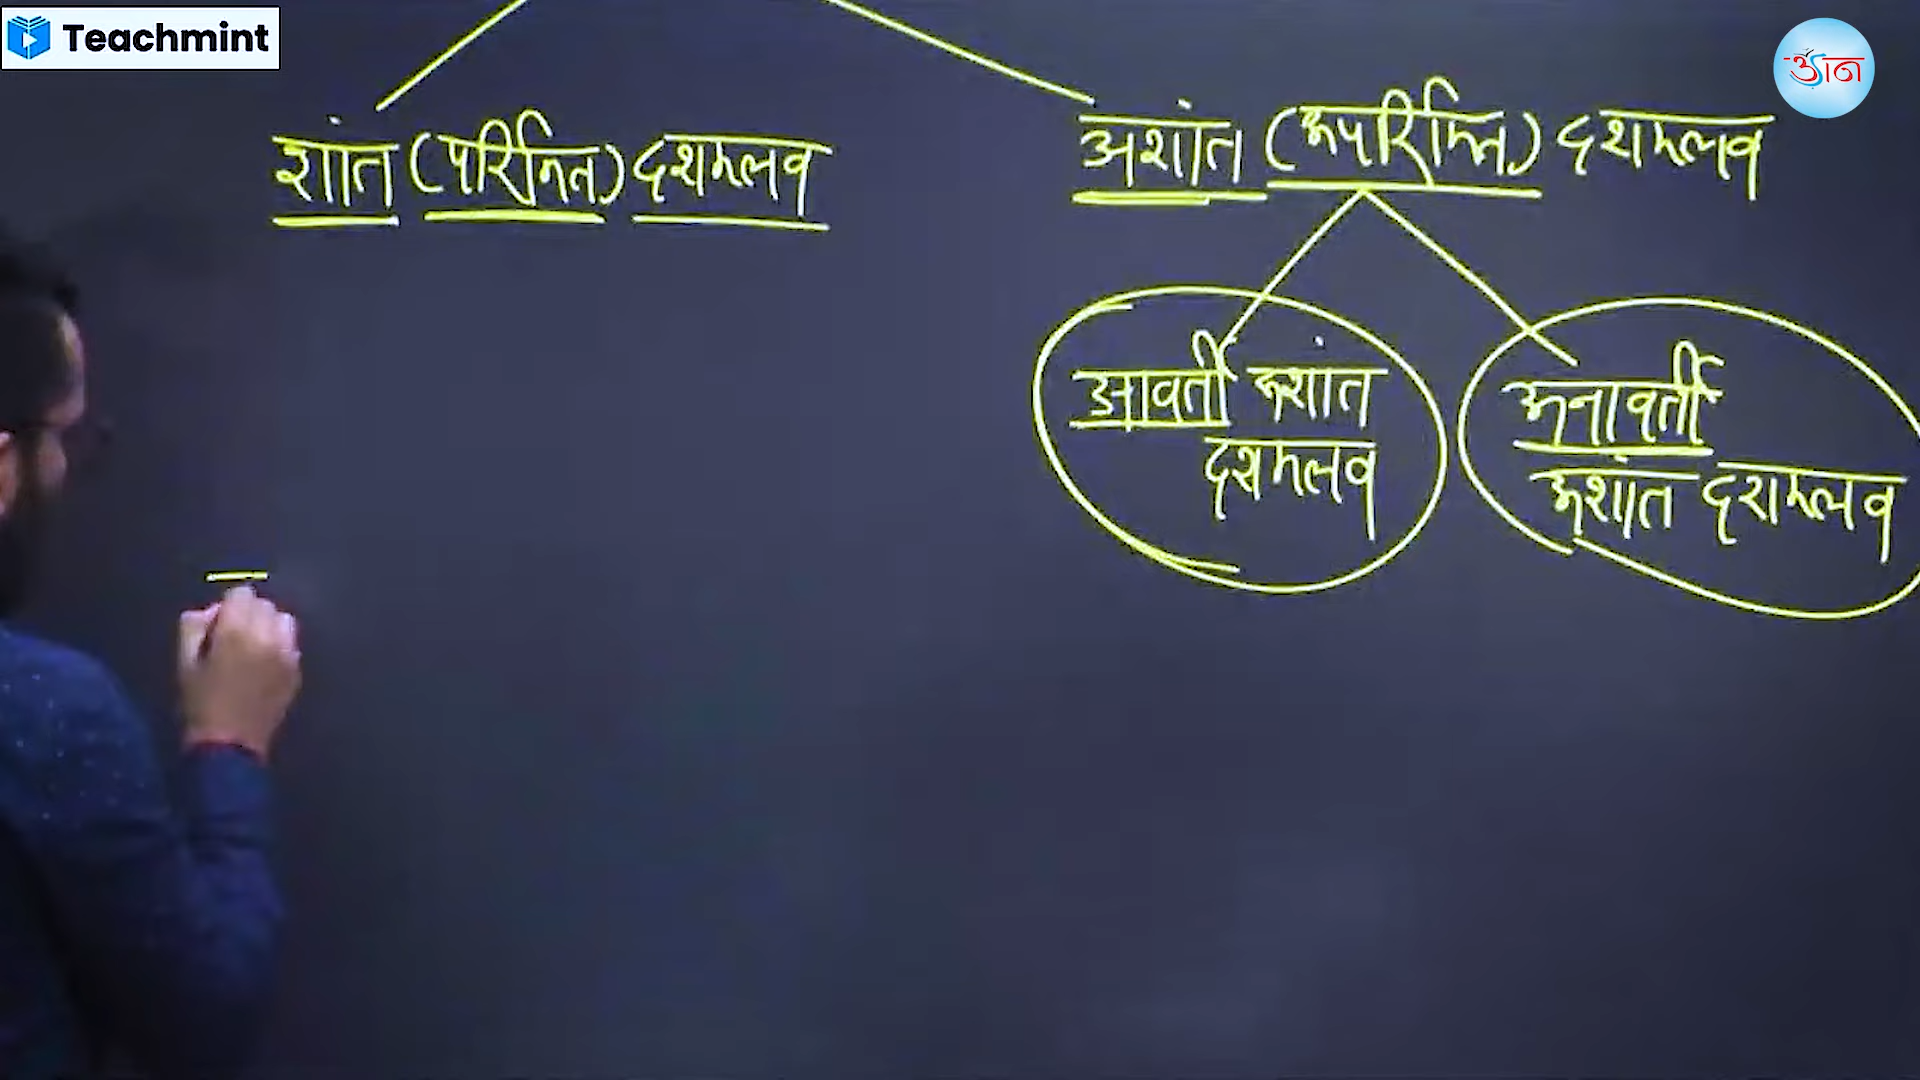 Teachmint
शांत (परिमित) दशमलव
अशांत (अपरिमित) दशमलव
आवर्ती अशांत
दशमलव
अनावर्ती
अशांत दशमलव